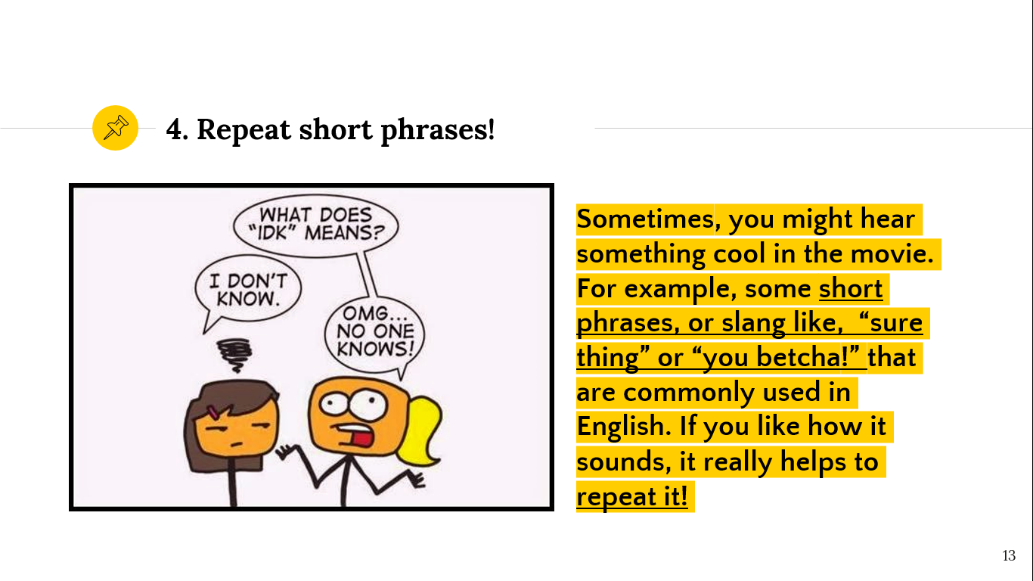 4. Repeat short phrases!
WHAT DOES
“IDK” MEANS?
I DON'T
KNOW.
OMG...
NO ONE
KNOWS!
Sometimes, you might hear
something cool in the movie.
For example, some short
phrases, or slang like,  “sure
thing” or “you betcha!” that
are commonly used in
English. If you like how it
sounds, it really helps to
repeat it!
13